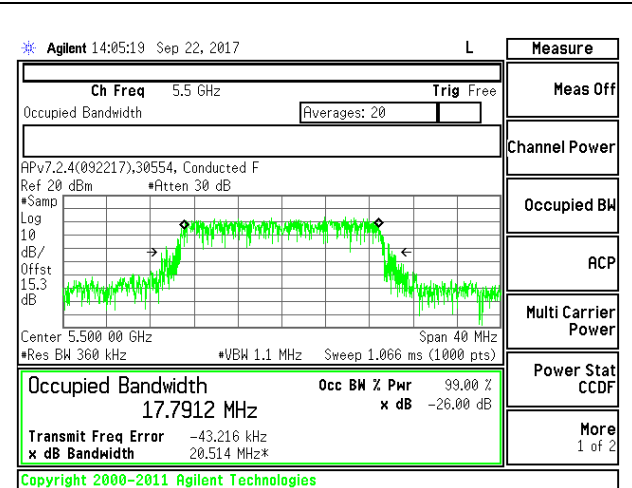 Agilent 14:05:19 Sep 22, 2017 L
Measure
Ch Freq 5.5 GHz Trig Free
Meas Off
Occupied Bandwidth Averages: 20
Channel Power
APv7.2.4(092217),30554, Conducted F
Ref 20 dBm #Atten 30 dB
#Samp
Log
10
dB/
Offst
15.3
dB
Occupied BW
ACP
Multi Carrier
Power
Center 5.500 00 GHz Span 40 MHz
#Res BW 360 kHz #VBW 1.1 MHz Sweep 1.066 ms (1000 pts)
Power Stat
CCDF
Occupied Bandwidth Occ BW % Pwr 99.00 %
17.7912 MHz x dB -26.00 dB
Transmit Freq Error -43.216 kHz
x dB Bandwidth 20.514 MHz*
More
1 of 2
Copyright 2000-2011 Agilent Technologies